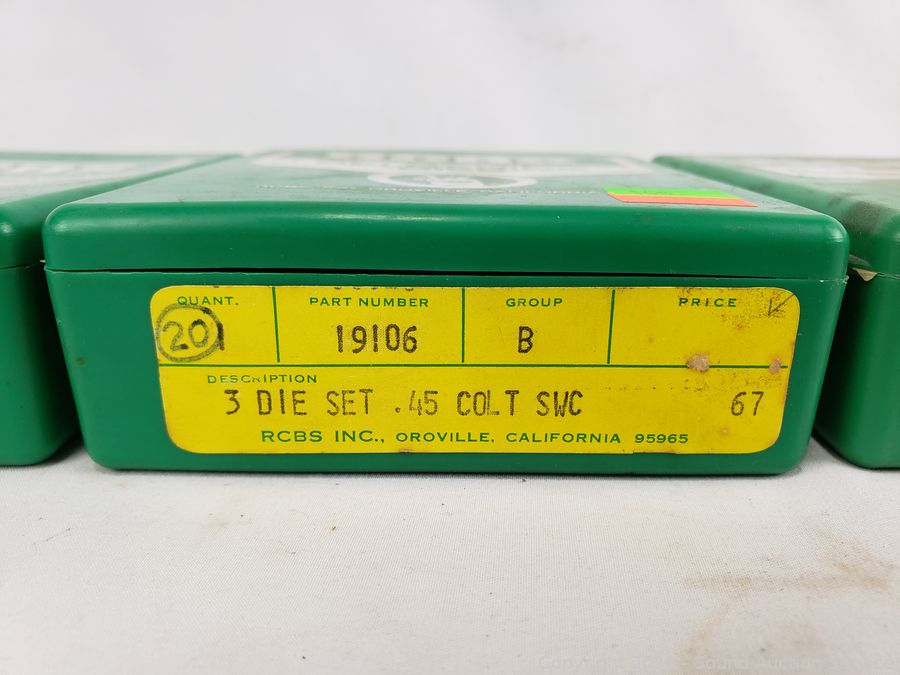 QUANT. PART NUMBER GROUP PRICE
20 19106 B
DESCRIPTION
3 DIE SET .45 COLT SWC 67
RCBS INC., OROVILLE, CALIFORNIA 95965